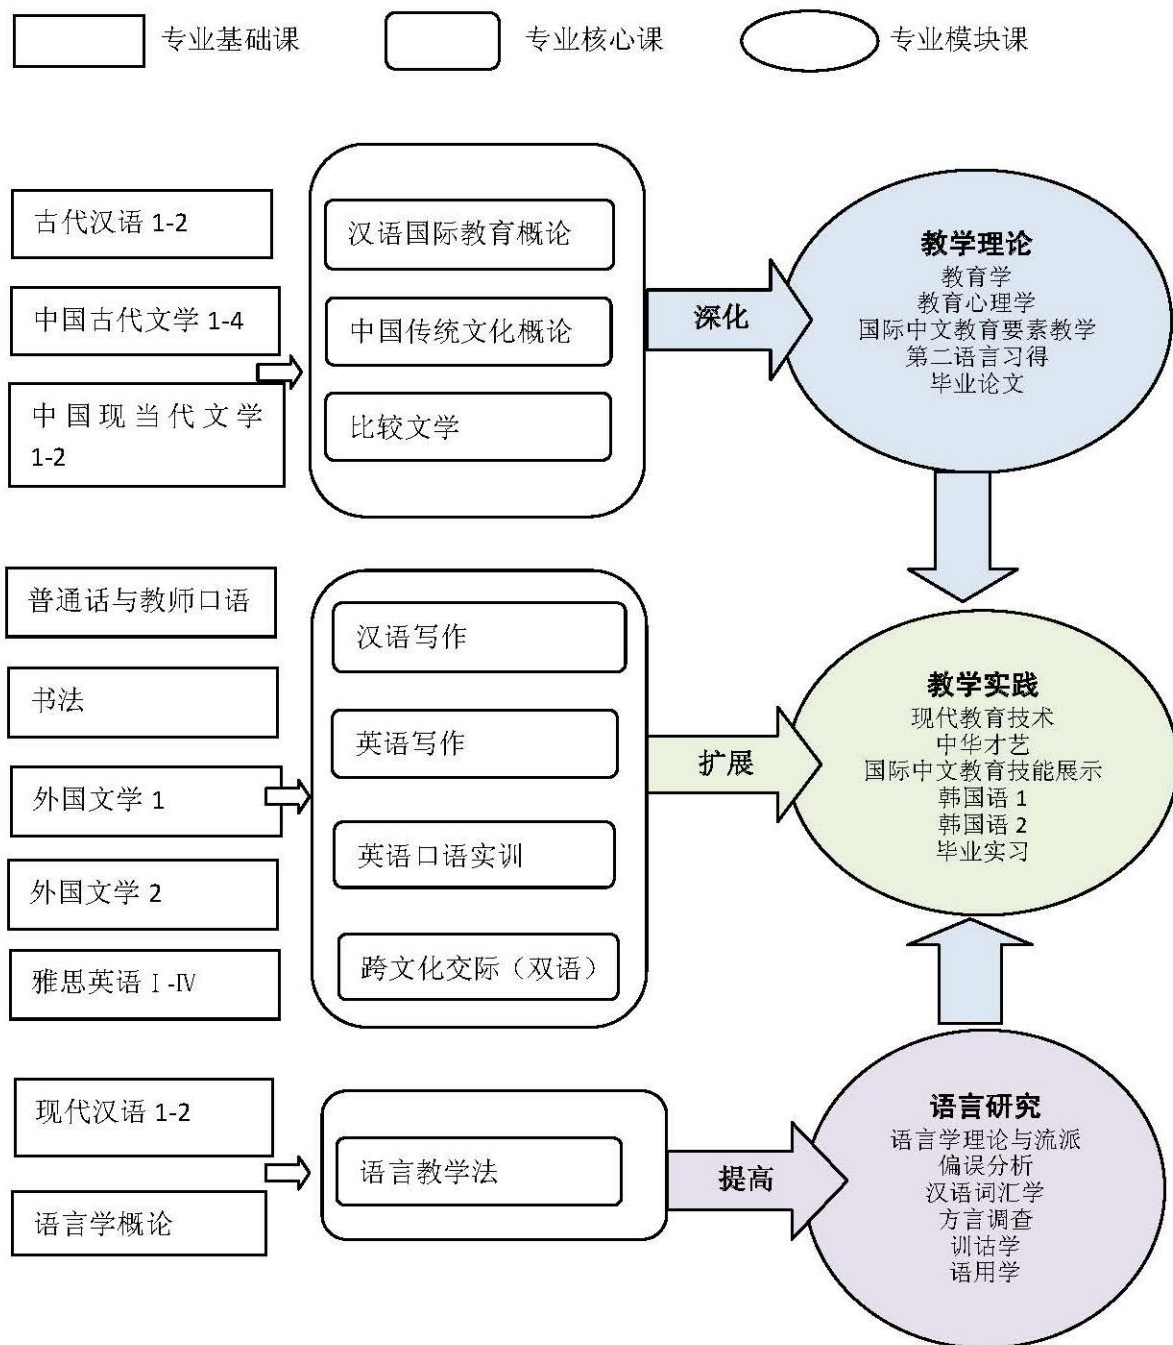 专业基础课
专业核心课
专业模块课
古代汉语 1-2
中国古代文学 1-4
中国现当代文学
1-2
汉语国际教育概论
中国传统文化概论
比较文学
深化
教学理论
教育学
教育心理学
国际中文教育要素教学
第二语言习得
毕业论文
普通话与教师口语
书法
外国文学 1
外国文学 2
雅思英语 I -IV
汉语写作
英语写作
英语口语实训
跨文化交际（双语）
扩展
教学实践
现代教育技术
中华才艺
国际中文教育技能展示
韩国语 1
韩国语 2
毕业实习
现代汉语 1-2
语言学概论
语言教学法
提高
语言研究
语言学理论与流派
偏误分析
汉语词汇学
方言调查
训诂学
语用学